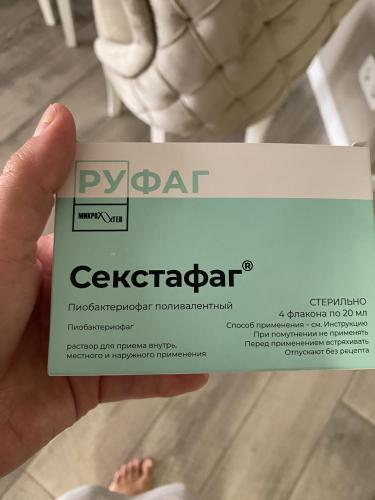 РУФАГ
МИКРОГЕН
Секстафаг®
Пиобактериофаг поливалентный
Пиобактериофаг
раствор для приема внутрь,
местного и наружного применения
СТЕРИЛЬНО
4 флакона по 20 мл
Способ применения – см. Инструкцию
При помутнении не применять
Перед применением встряхивать
Отпускают без рецепта